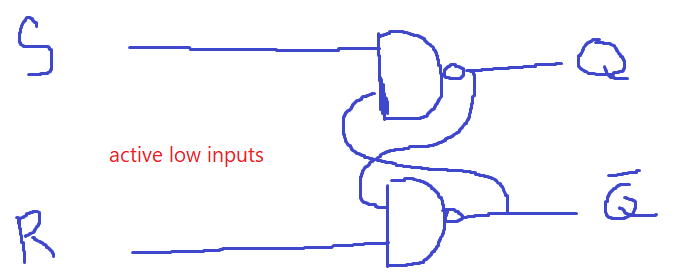 S
Q
active low inputs
R
Q̅